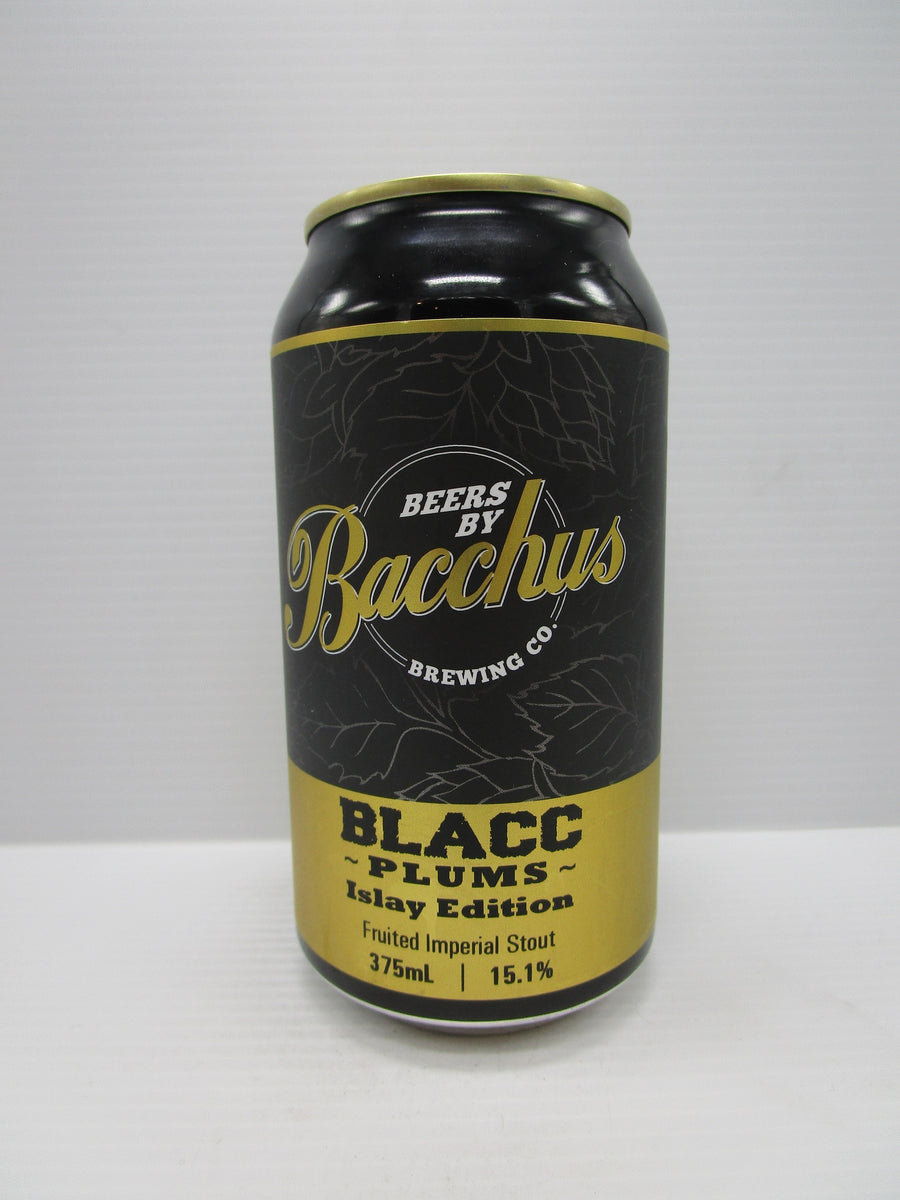 BEERS
BY
Bacchus
BREWING CO.
BLACC
~ PLUMS ~
Islay Edition
Fruited Imperial Stout
375mL | 15.1%